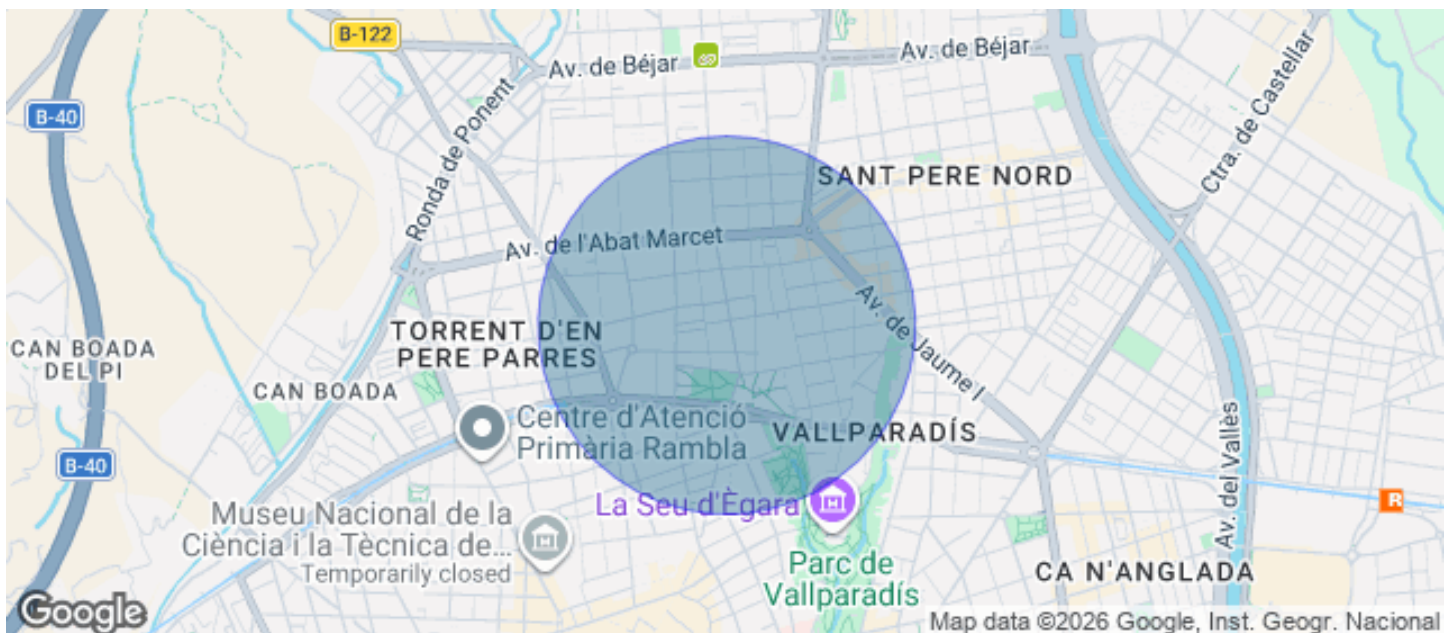 B-122
Av. de Béjar
Av. de Béjar
B-40
Ronda de Ponent
Ctra. de Castellar
SANT PERE NORD
Av. de l'Abat Marcet
Av. de Jaume I
TORRENT D'EN
PERE PARRES
CAN BOADA
DEL PI
CAN BOADA
Centre d'Atenció
Primària Rambla
VALLPARADÍS
B-40
Av. del Vallès
La Seu d'Ègara
R
Museu Nacional de la
Ciència i la Tècnica de...
Temporarily closed
Parc de
Vallparadís
CA N'ANGLADA
Google
Map data ©2026 Google, Inst. Geogr. Nacional